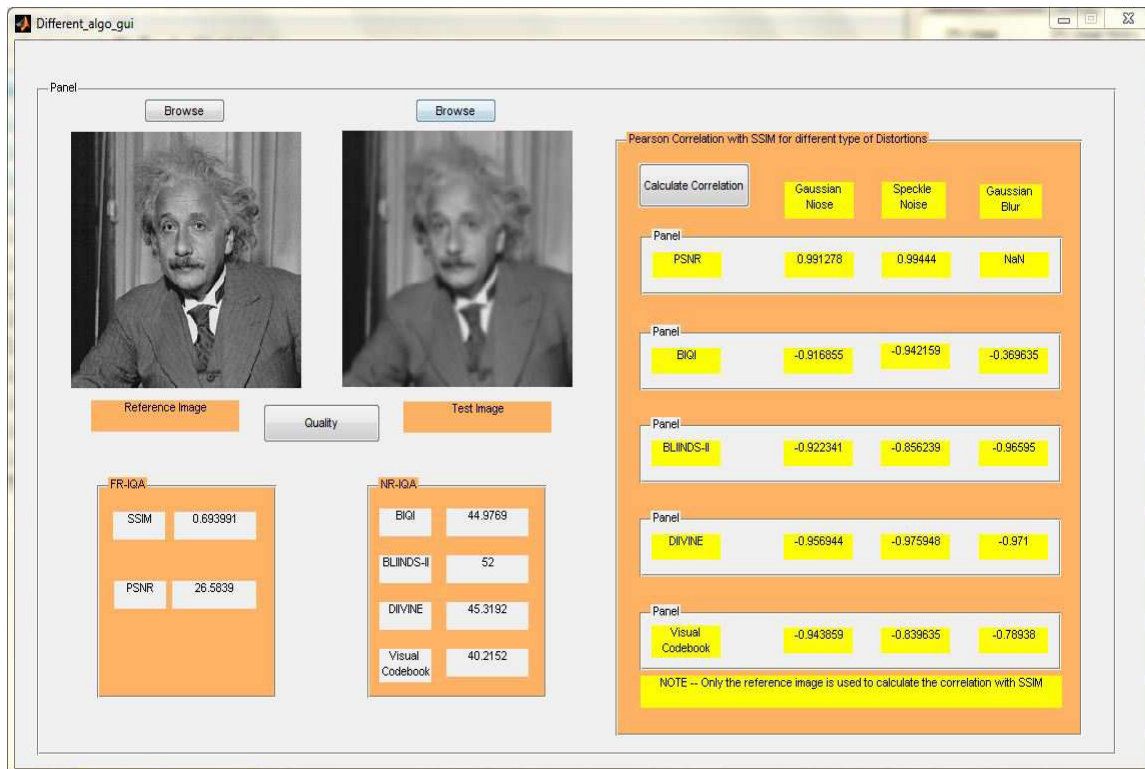 Different_algo_gui
Panel
Browse
Browse
Reference Image
Test Image
Quality
FR-IQA
SSIM 0.693991
PSNR 26.5839
NR-IQA
BIQI 44.9769
BLIINDS-II 52
DIIVINE 45.3192
Visual
Codebook
40.2152
Pearson Correlation with SSIM for different type of Distortions
Calculate Correlation
Gaussian
Niose
Speckle
Noise
Gaussian
Blur
Panel
PSNR 0.991278 0.99444 NaN
Panel
BIQI -0.916855 -0.942159 -0.369635
Panel
BLIINDS-II -0.922341 -0.856239 -0.96595
Panel
DIIVINE -0.956944 -0.975948 -0.971
Panel
Visual
Codebook
-0.943859 -0.839635 -0.78938
NOTE -- Only the reference image is used to calculate the correlation with SSIM